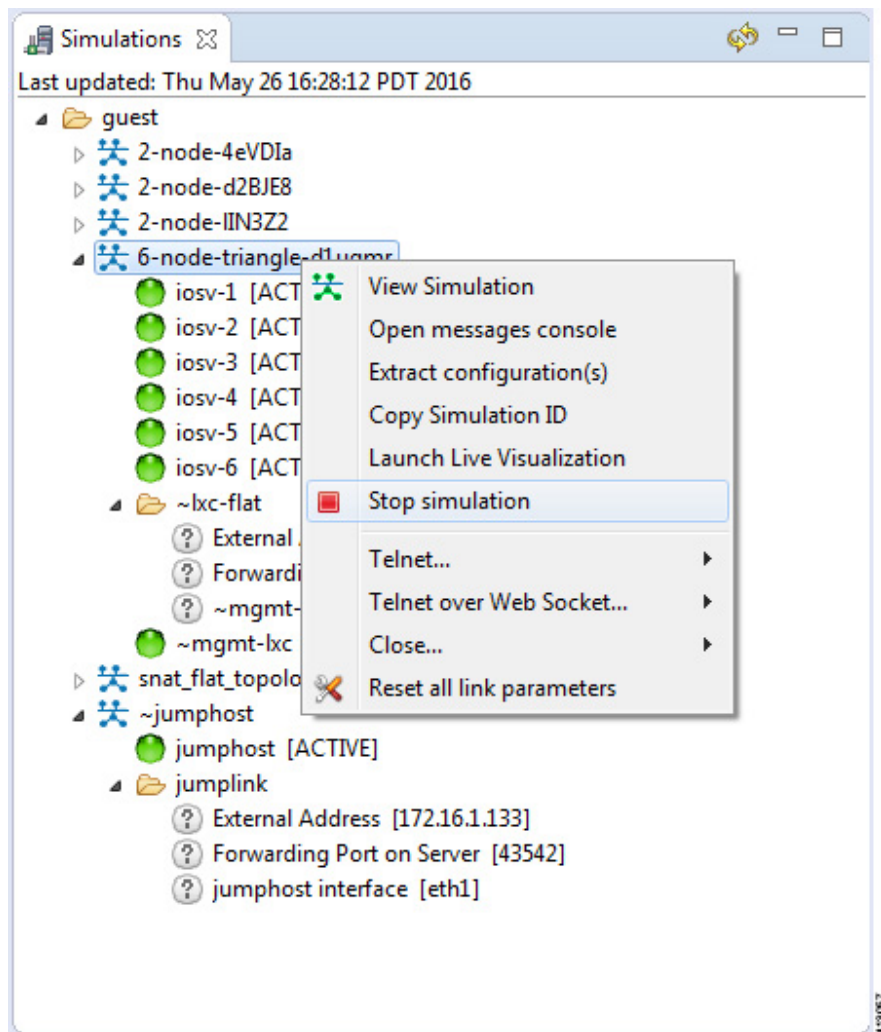 Simulations
Last updated: Thu May 26 16:28:12 PDT 2016
guest
2-node-4eVDIa
2-node-d2BJE8
2-node-lIN3Z2
6-node-triangle-d1uqmr
iosv-1 [ACT
iosv-2 [ACT
iosv-3 [ACT
iosv-4 [ACT
iosv-5 [ACT
iosv-6 [ACT
~lxc-flat
External
Forwardi
~mgmt-
~mgmt-lxc
snat_flat_topolo
~jumphost
jumphost [ACTIVE]
jumplink
External Address [172.16.1.133]
Forwarding Port on Server [43542]
jumphost interface [eth1]
View Simulation
Open messages console
Extract configuration(s)
Copy Simulation ID
Launch Live Visualization
Stop simulation
Telnet...
Telnet over Web Socket...
Close...
Reset all link parameters